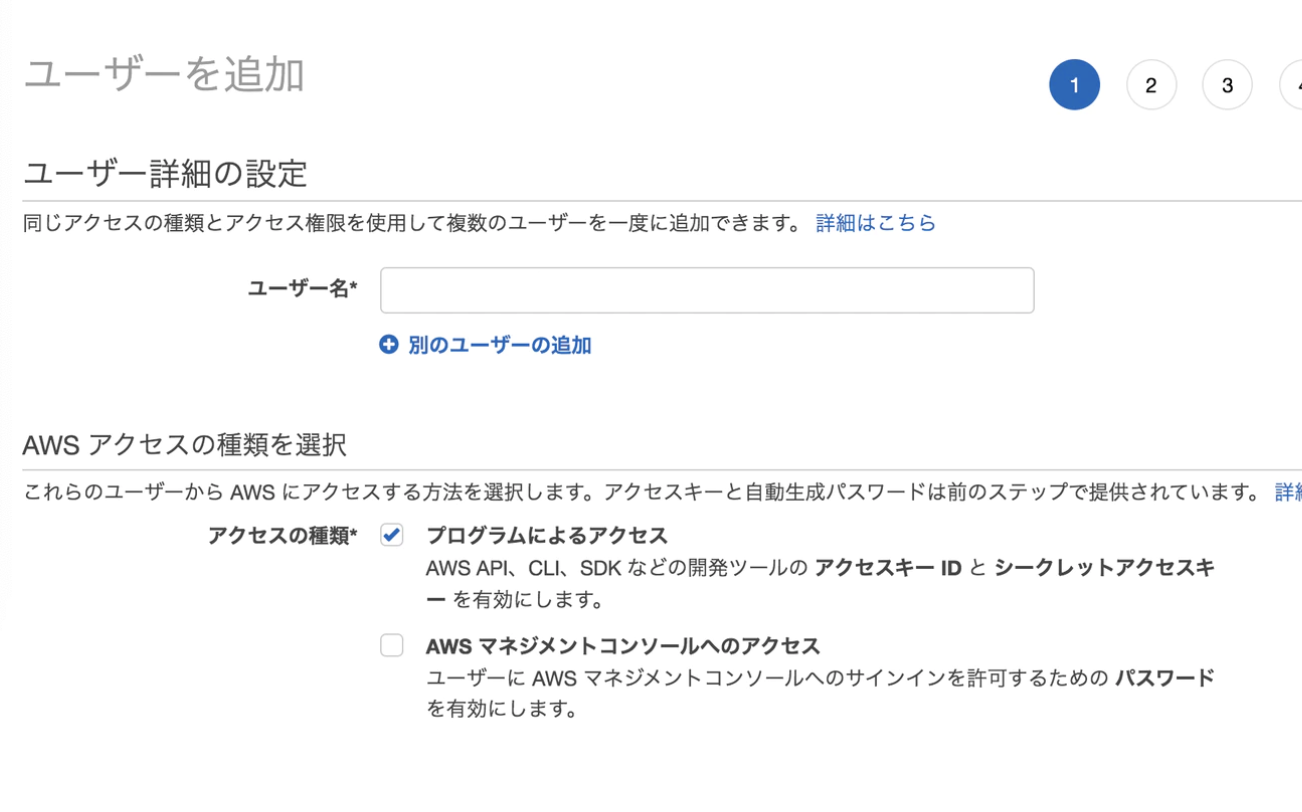 ユーザーを追加
1 2 3
ユーザー詳細の設定
同じアクセスの種類とアクセス権限を使用して複数のユーザーを一度に追加できます。 詳細はこちら
ユーザー名*
別のユーザーの追加
AWS アクセスの種類を選択
これらのユーザーから AWS にアクセスする方法を選択します。アクセスキーと自動生成パスワードは前のステップで提供されています。
アクセスの種類* プログラムによるアクセス
AWS API、CLI、SDK などの開発ツールの アクセスキー ID と シークレットアクセスキ
ー を有効にします。
AWS マネジメントコンソールへのアクセス
ユーザーに AWS マネジメントコンソールへのサインインを許可するための パスワード
を有効にします。